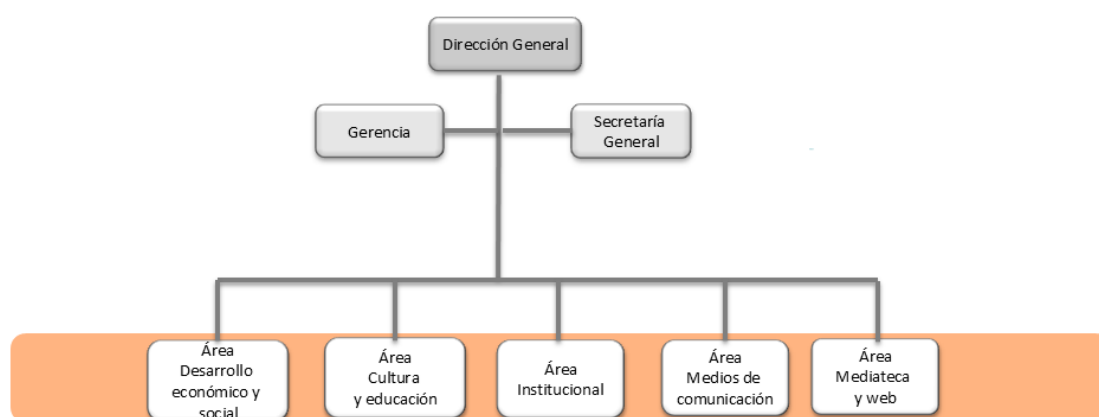 Dirección General
Gerencia
Secretaría
General
Área
Desarrollo
económico y
social
Área
Cultura
y educación
Área
Institucional
Área
Medios de
comunicación
Área
Mediateca
y web